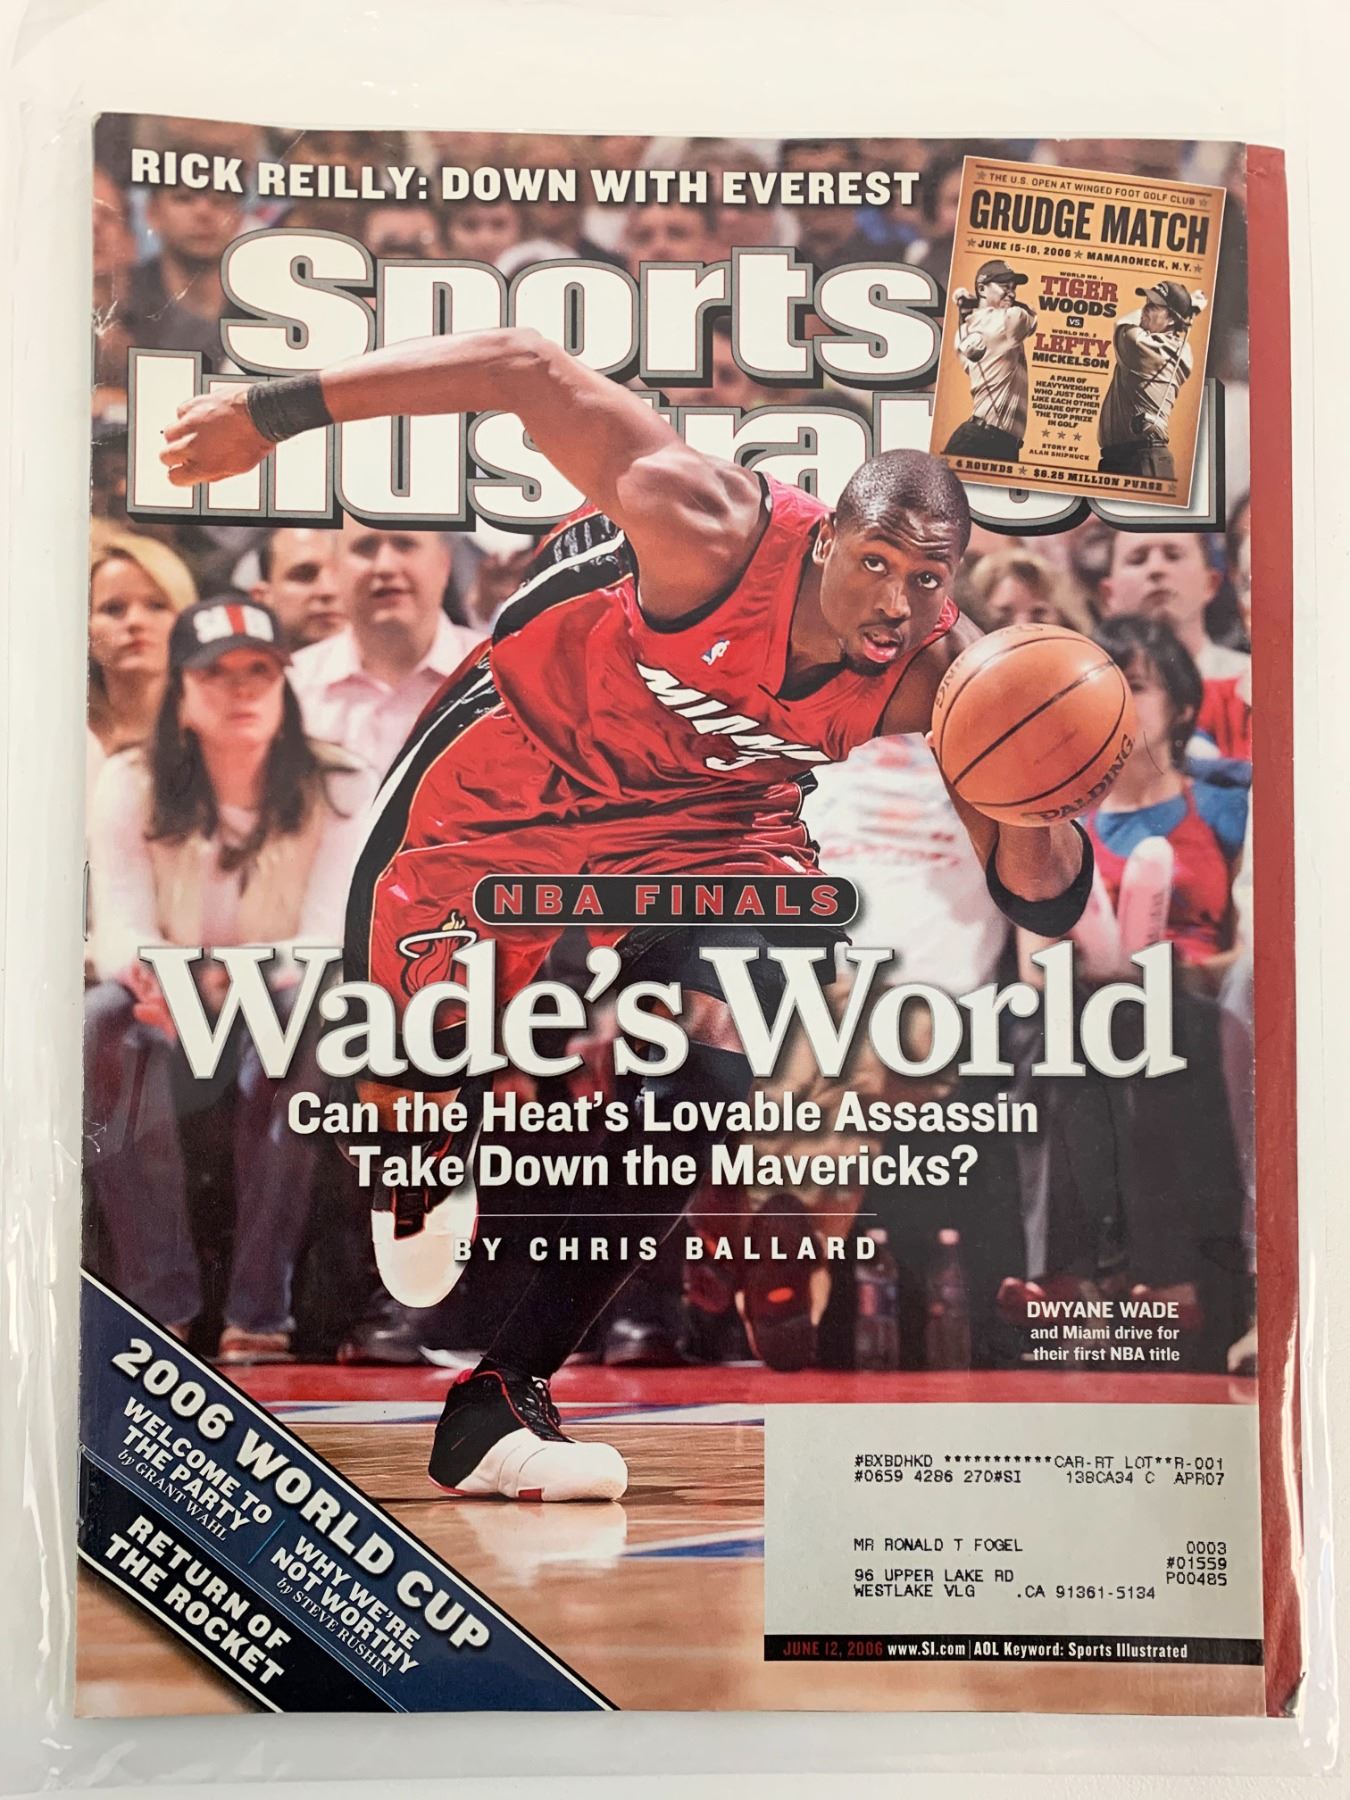 RICK REILLY: DOWN WITH EVEREST
Sports
Illustrated
THE U.S. OPEN AT WINGED FOOT GOLF CLUB
GRUDGE MATCH
JUNE 15-18, 2006 ★ MAMARONECK, N.Y.
WORLD NO. 1
TIGER
WOODS
VS.
WORLD NO. 2
LEFTY
MICKELSON
A PAIR OF
HEAVYWEIGHTS
WHO JUST DON'T
LIKE EACH OTHER
SQUARE OFF FOR
THE TOP PRIZE
IN GOLF
STORY BY
ALAN SHIPNUCK
4 ROUNDS ★ $6.25 MILLION PURSE
MIAMI
3
SPALDING
NBA FINALS
Wade's World
Can the Heat's Lovable Assassin
Take Down the Mavericks?
BY CHRIS BALLARD
DWYANE WADE
and Miami drive for
their first NBA title
2006 WORLD CUP
WELCOME TO
THE PARTY
by GRANT WAHL
WHY WE'RE
NOT WORTHY
by STEVE RUSHIN
RETURN OF
THE ROCKET
#BXBDHKD ***********CAR-RT LOT**R-001
#0659 4286 270#SI 138CA34 C APR07
MR RONALD T FOGEL 0003
#01559
96 UPPER LAKE RD P00485
WESTLAKE VLG .CA 91361-5134
JUNE 12, 2006 www.SI.com | AOL Keyword: Sports Illustrated